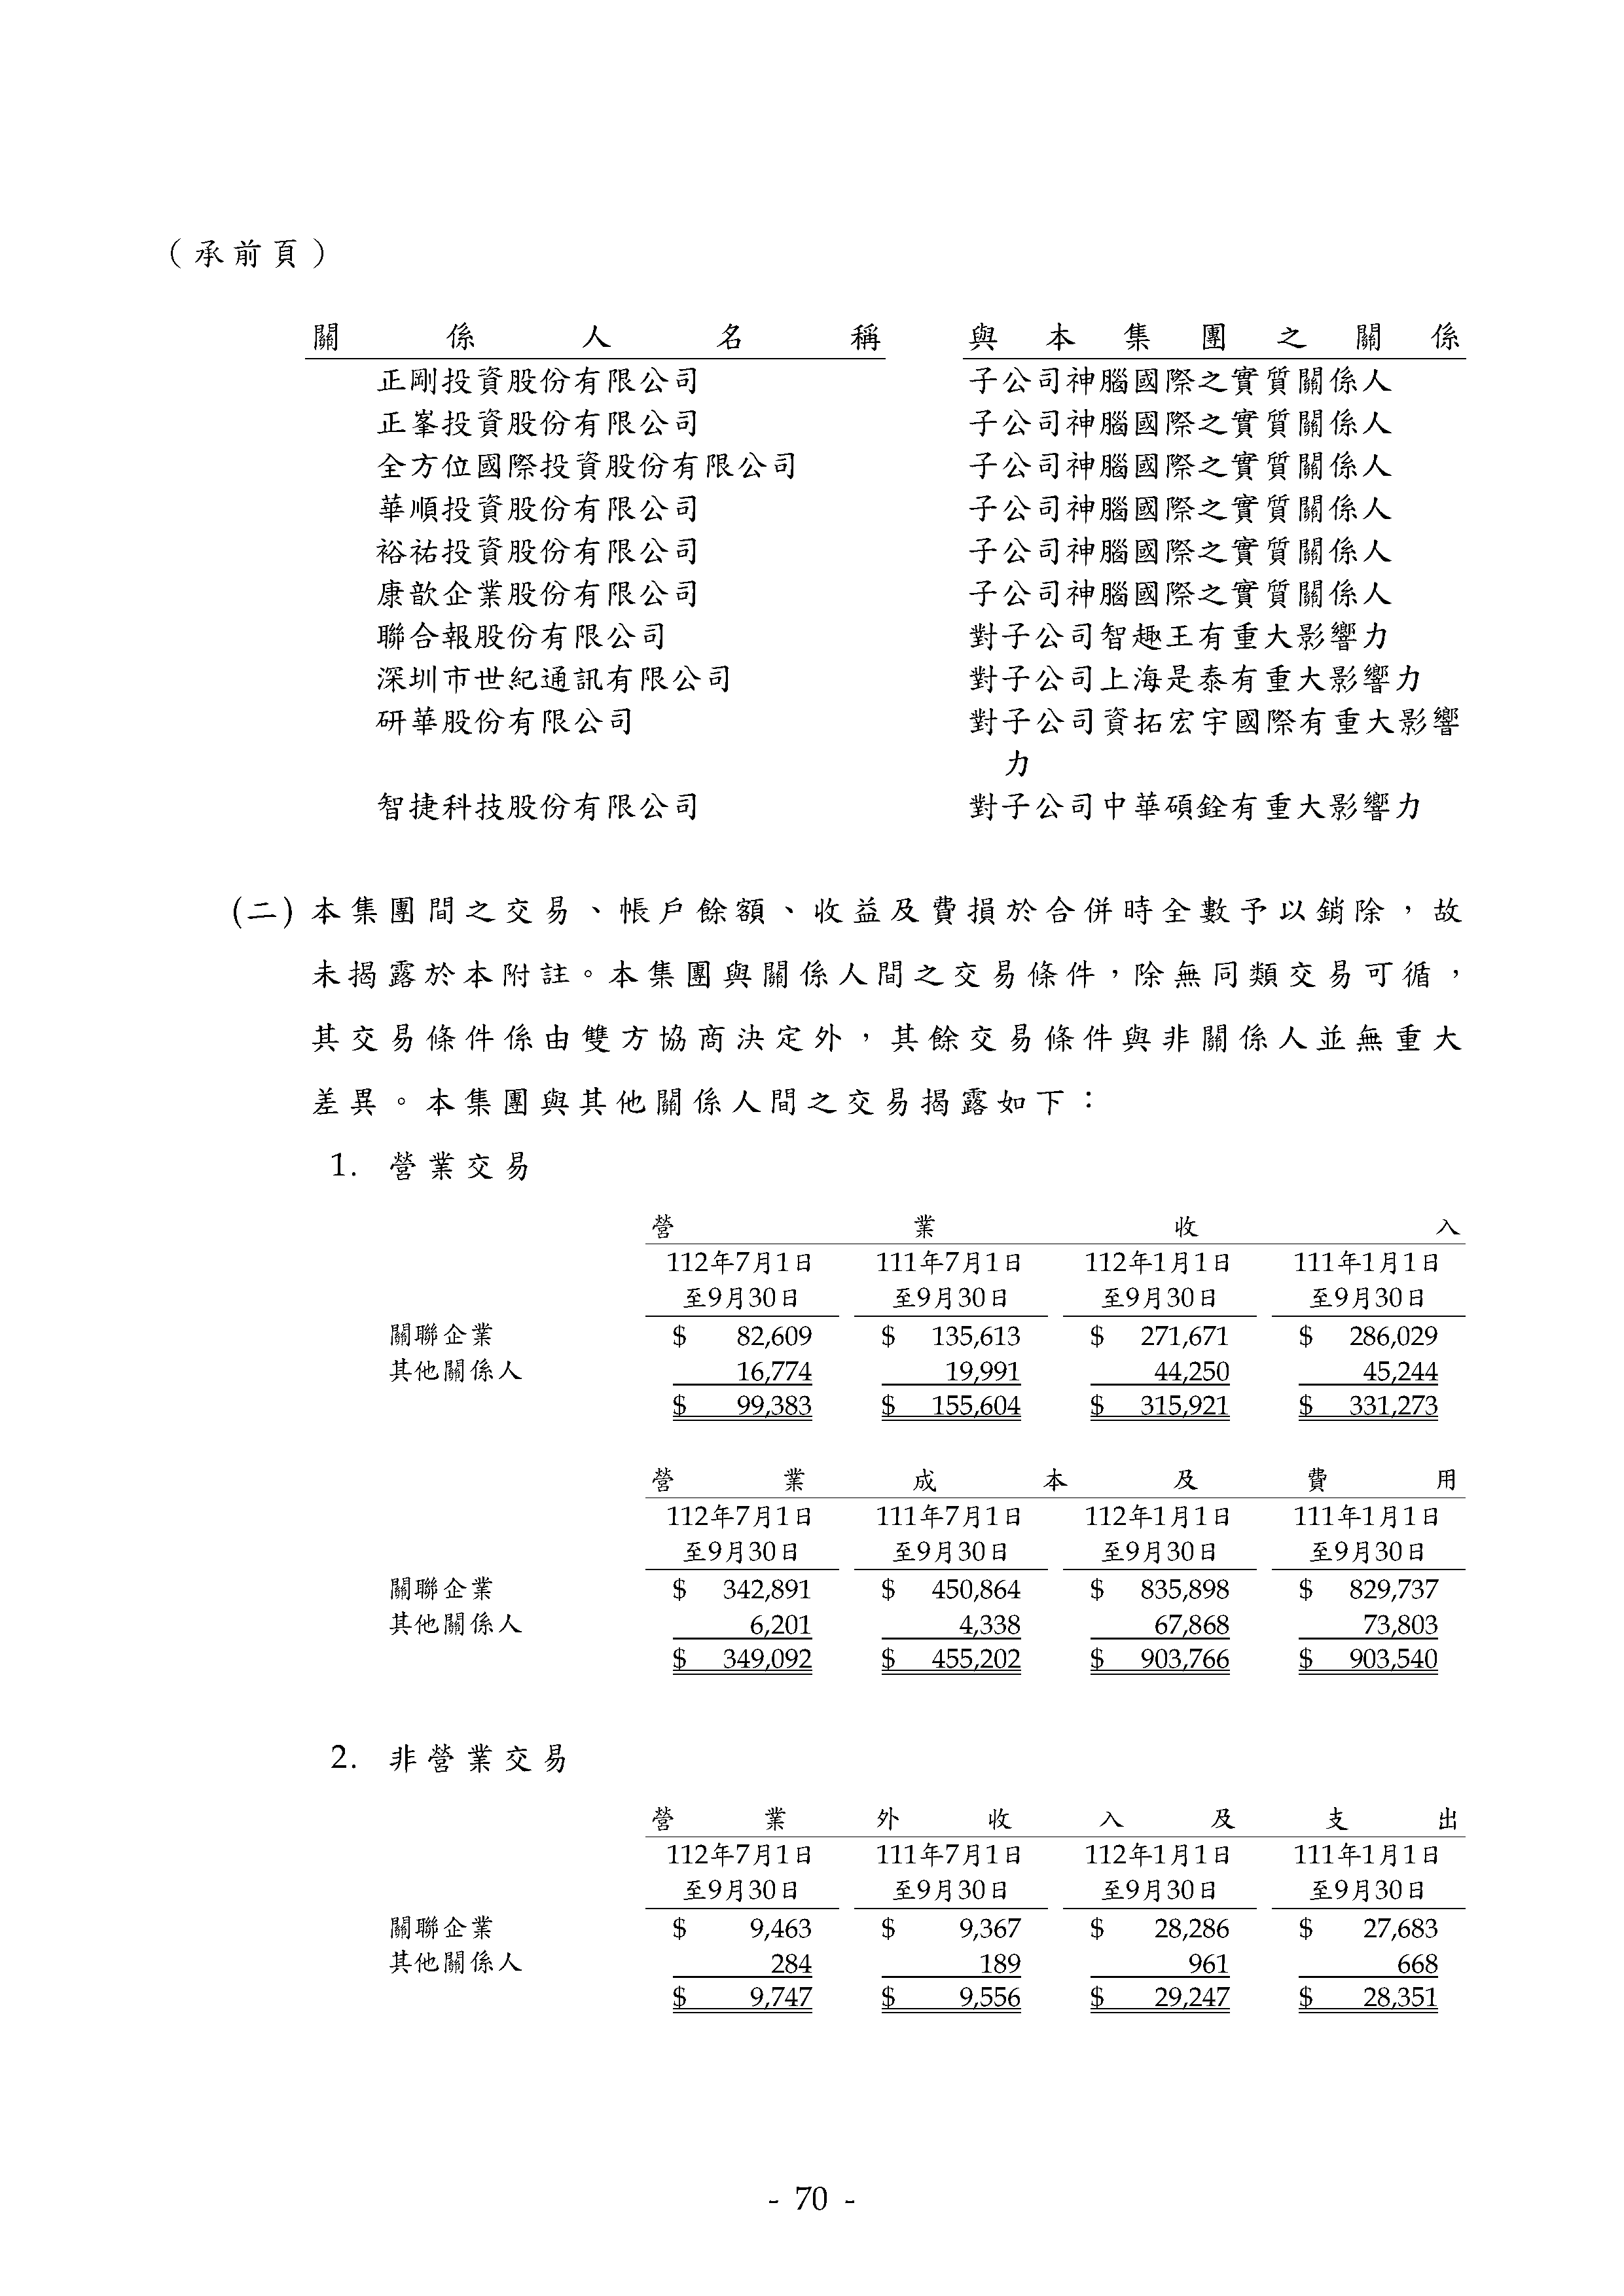 （承前頁）
關係人名稱 與本集團之關係
正剛投資股份有限公司 子公司神腦國際之實質關係人
正峯投資股份有限公司 子公司神腦國際之實質關係人
全方位國際投資股份有限公司 子公司神腦國際之實質關係人
華順投資股份有限公司 子公司神腦國際之實質關係人
裕祐投資股份有限公司 子公司神腦國際之實質關係人
康歆企業股份有限公司 子公司神腦國際之實質關係人
聯合報股份有限公司 對子公司智趣王有重大影響力
深圳市世紀通訊有限公司 對子公司上海是泰有重大影響力
研華股份有限公司 對子公司資拓宏宇國際有重大影響
力
智捷科技股份有限公司 對子公司中華碩銓有重大影響力
(二) 本集團間之交易、帳戶餘額、收益及費損於合併時全數予以銷除，故
未揭露於本附註。本集團與關係人間之交易條件，除無同類交易可循，
其交易條件係由雙方協商決定外，其餘交易條件與非關係人並無重大
差異。本集團與其他關係人間之交易揭露如下：
1. 營業交易
營業收入
112年7月1日 111年7月1日 112年1月1日 111年1月1日
至9月30日 至9月30日 至9月30日 至9月30日
關聯企業 $ 82,609 $ 135,613 $ 271,671 $ 286,029
其他關係人 16,774 19,991 44,250 45,244
$ 99,383 $ 155,604 $ 315,921 $ 331,273
營業成本及費用
112年7月1日 111年7月1日 112年1月1日 111年1月1日
至9月30日 至9月30日 至9月30日 至9月30日
關聯企業 $ 342,891 $ 450,864 $ 835,898 $ 829,737
其他關係人 6,201 4,338 67,868 73,803
$ 349,092 $ 455,202 $ 903,766 $ 903,540
2. 非營業交易
營業外收入及支出
112年7月1日 111年7月1日 112年1月1日 111年1月1日
至9月30日 至9月30日 至9月30日 至9月30日
關聯企業 $ 9,463 $ 9,367 $ 28,286 $ 27,683
其他關係人 284 189 961 668
$ 9,747 $ 9,556 $ 29,247 $ 28,351
- 70 -